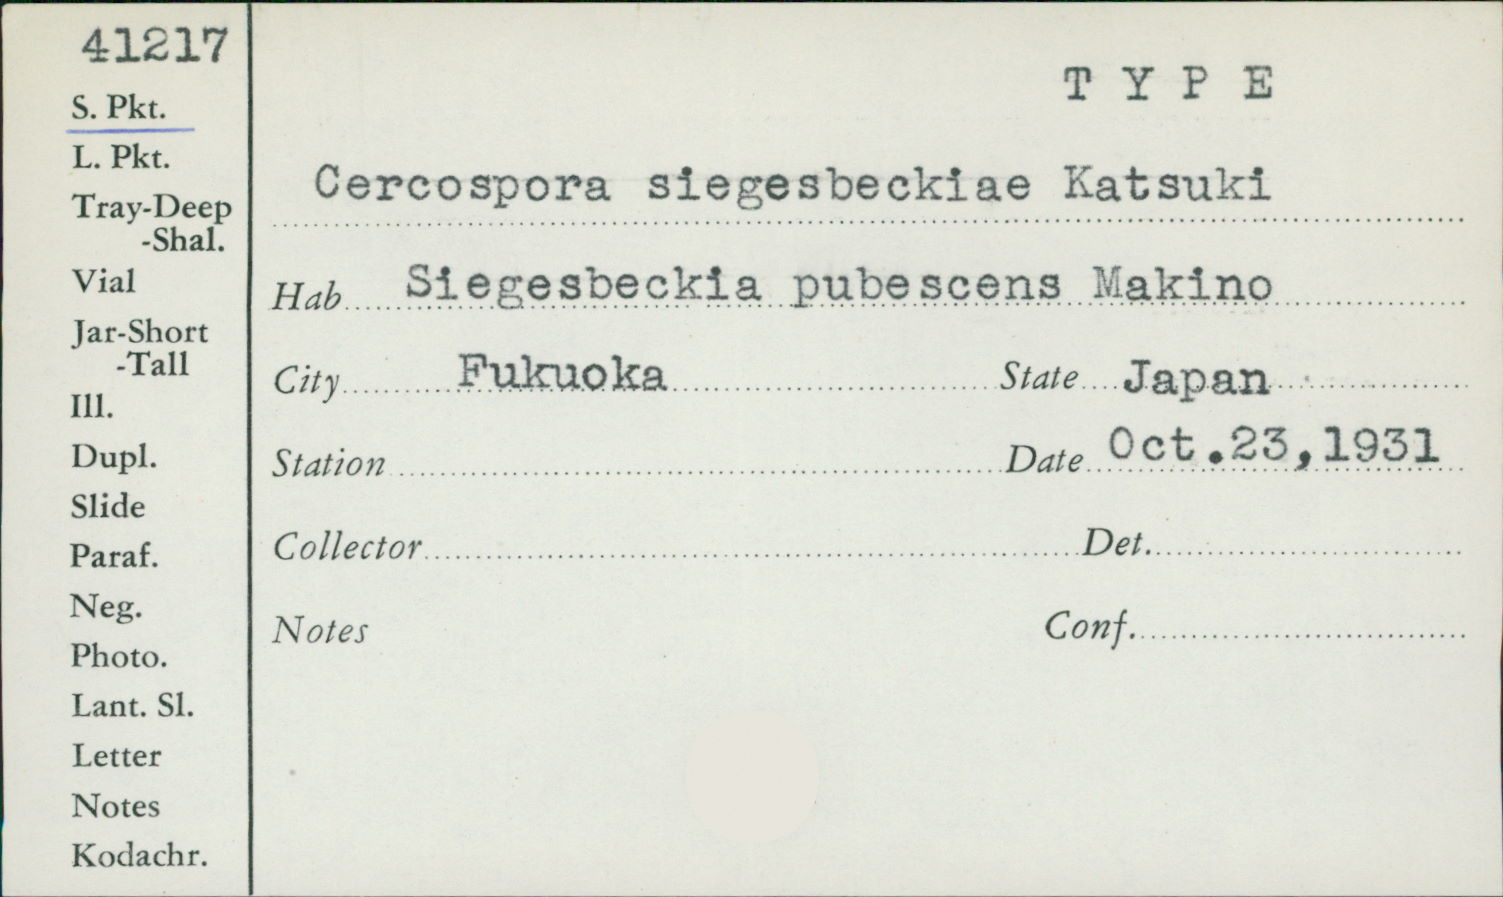 41217
S. Pkt.
L. Pkt.
Tray-Deep
-Shal.
Vial
Jar-Short
-Tall
Ill.
Dupl.
Slide
Paraf.
Neg.
Photo.
Lant. Sl.
Letter
Notes
Kodachr.
T Y P E
Cercospora siegesbeckiae Katsuki
Hab Siegesbeckia pubescens Makino
City Fukuoka State Japan
Station Date Oct.23,1931
Collector Det.
Notes Conf.